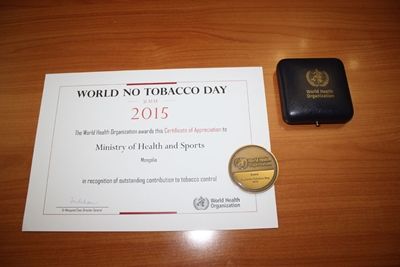 WORLD NO TOBACCO DAY
31 MAY
2015
The World Health Organization awards this Certificate of Appreciation to
Ministry of Health and Sports
Mongolia
in recognition of outstanding contribution to tobacco control
World Health
Organization
World Health
Organization
World Health
Organization